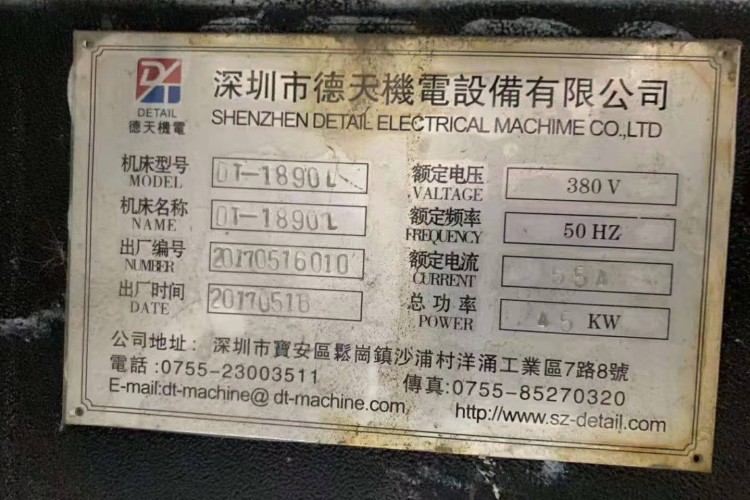 DETAIL
德天機電
深圳市德天機電設備有限公司
SHENZHEN DETAIL ELECTRICAL MACHIME CO.,LTD
机床型号 DT-1890L
MODEL
机床名称 DT-1890L
NAME
出厂编号 20170516010
NUMBER
出厂时间 20170516
DATE
额定电压 380 V
VALTAGE
额定频率 50 HZ
FREQUENCY
额定电流 55A
CURRENT
总功率 45 KW
POWER
公司地址: 深圳市寶安區鬆崗鎮沙浦村洋涌工業區7路8號
電話:0755-23003511 傳真:0755-85270320
E-mail:dt-machine@ dt-machine.com http://www.sz-detail.com